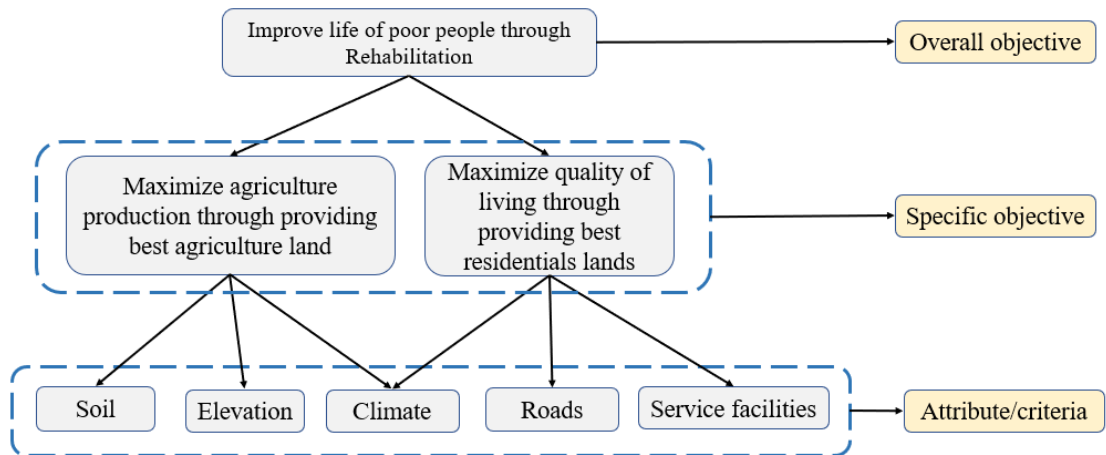 Improve life of poor people through
Rehabilitation
Overall objective
Maximize agriculture
production through providing
best agriculture land
Maximize quality of
living through
providing best
residentials lands
Specific objective
Soil
Elevation
Climate
Roads
Service facilities
Attribute/criteria